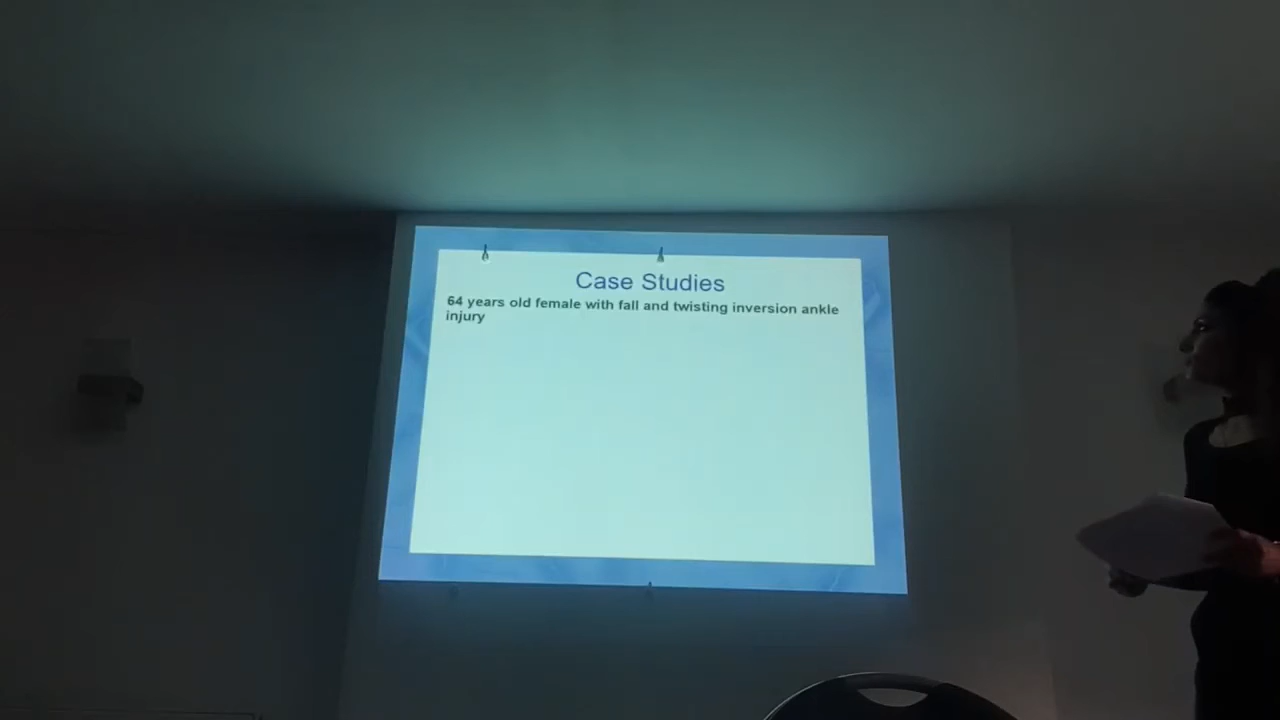 Case Studies
64 years old female with fall and twisting inversion ankle
injury